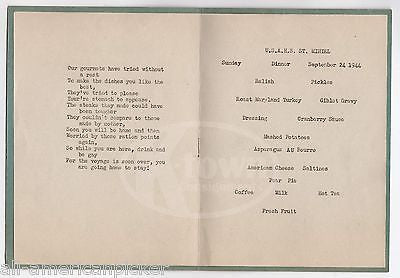 Our gourmets have tried without
a rest
To make the dishes you like the
best,
They've tried to please
Your stomach to appease,
The steaks they made could have
been tougher
They couldn't compare to those
made by mother,
Soon you will be home and then
Worried by those ration points
again,
So while you are here, drink and
be gay
For the voyage is soon over, you
are going home to stay!
U.S.A.H.S. ST. MIHIEL
Sunday Dinner September 24 1944
Relish Pickles
Roast Maryland Turkey Giblet Gravy
Dressing Cranberry Sauce
Mashed Potatoes
Asparagus AU Beurre
American Cheese Saltines
Pear Pie
Coffee Milk Hot Tea
Fresh Fruit
all-americanpicker